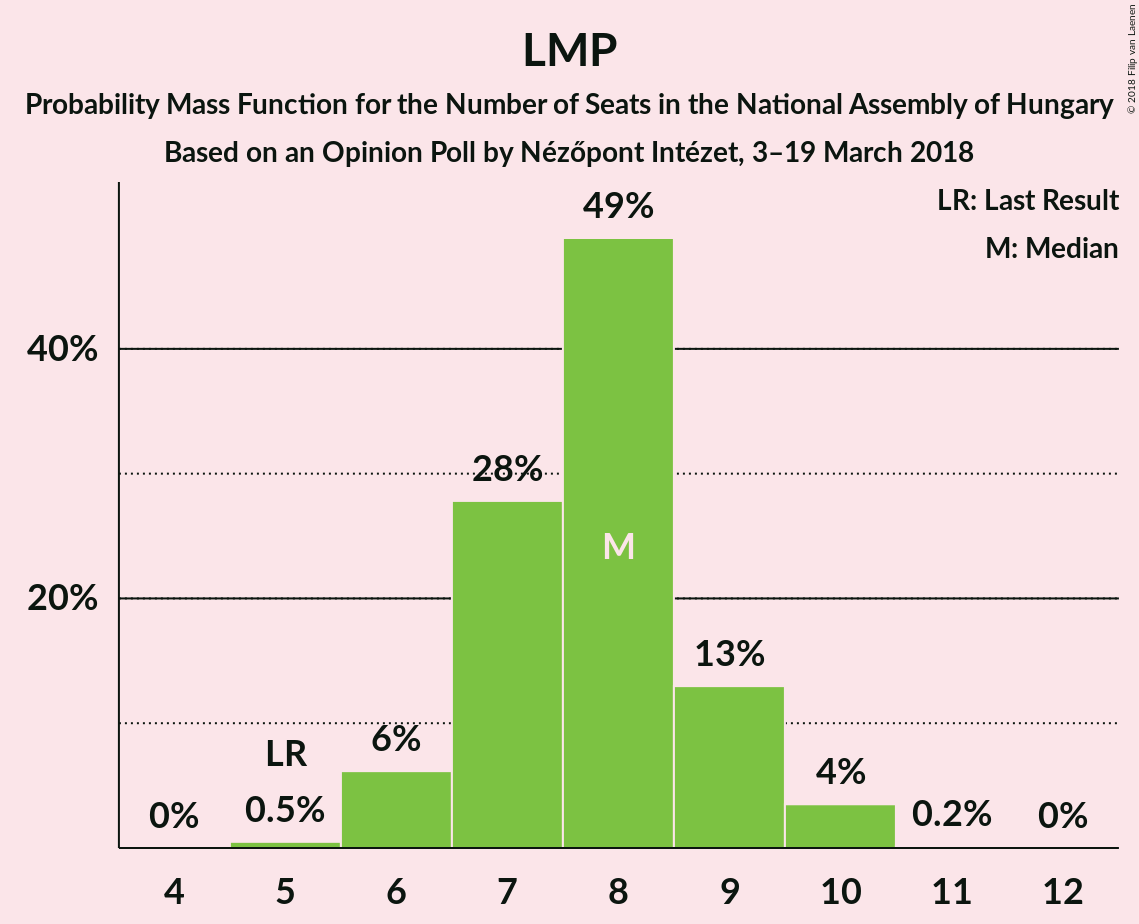 LMP
Probability Mass Function for the Number of Seats in the National Assembly of Hungary
Based on an Opinion Poll by Nézőpont Intézet, 3–19 March 2018
© 2018 Filip van Laenen
LR: Last Result
M: Median
49%
40%
28%
M
20%
13%
LR
6%
4%
0%
0.5%
0.2%
0%
4 5 6 7 8 9 10 11 12